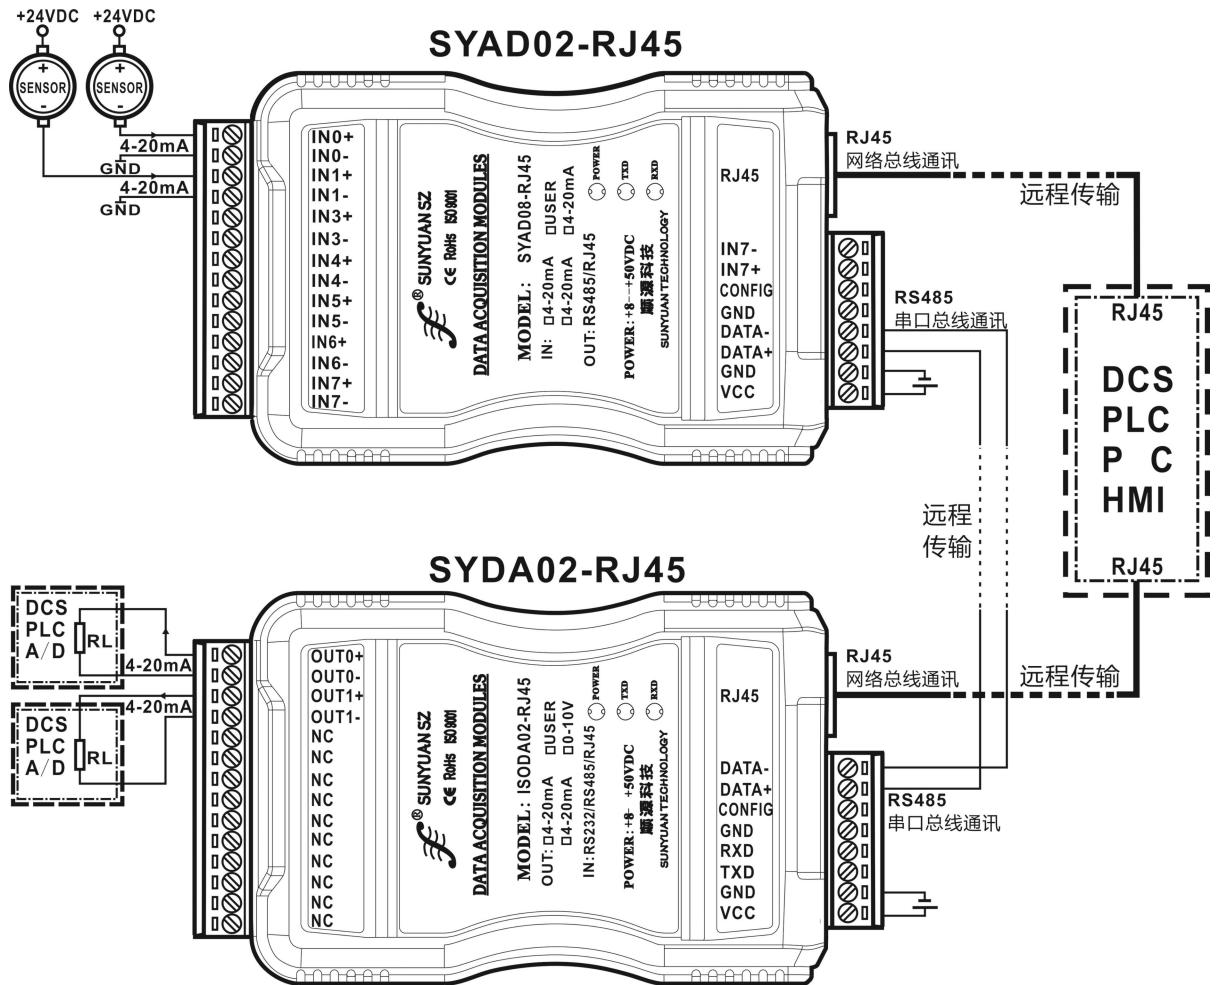 +24VDC +24VDC
SYAD02-RJ45
+ +
SENSOR SENSOR
- -
4-20mA
GND
4-20mA
GND
IN0+
IN0-
IN1+
IN1-
IN3+
IN3-
IN4+
IN4-
IN5+
IN5-
IN6+
IN6-
IN7+
IN7-
® SUNYUAN SZ
CE RoHs ISO9001
DATA ACQUISITION MODULES
MODEL: SYAD08-RJ45
IN: □4-20mA □USER
□4-20mA □4-20mA
OUT: RS485/RJ45
POWER TXD RXD
POWER: +8--+50VDC
顺源科技
SUNYUAN TECHNOLOGY
RJ45
IN7-
IN7+
CONFIG
GND
DATA-
DATA+
GND
VCC
RJ45
网络总线通讯
远程传输
RS485
串口总线通讯
远程
传输
RJ45
DCS
PLC
P C
HMI
RJ45
SYDA02-RJ45
DCS
PLC
A/D
RL
4-20mA
4-20mA
DCS
PLC
A/D
RL
OUT0+
OUT0-
OUT1+
OUT1-
NC
NC
NC
NC
NC
NC
NC
NC
NC
NC
® SUNYUAN SZ
CE RoHs ISO9001
DATA ACQUISITION MODULES
MODEL: ISODA02-RJ45
OUT: □4-20mA □USER
□4-20mA □0-10V
IN:RS232/RS485/RJ45
POWER TXD RXD
POWER: +8- +50VDC
顺源科技
SUNYUAN TECHNOLOGY
RJ45
DATA-
DATA+
CONFIG
GND
RXD
TXD
GND
VCC
RJ45
网络总线通讯
远程传输
RS485
串口总线通讯